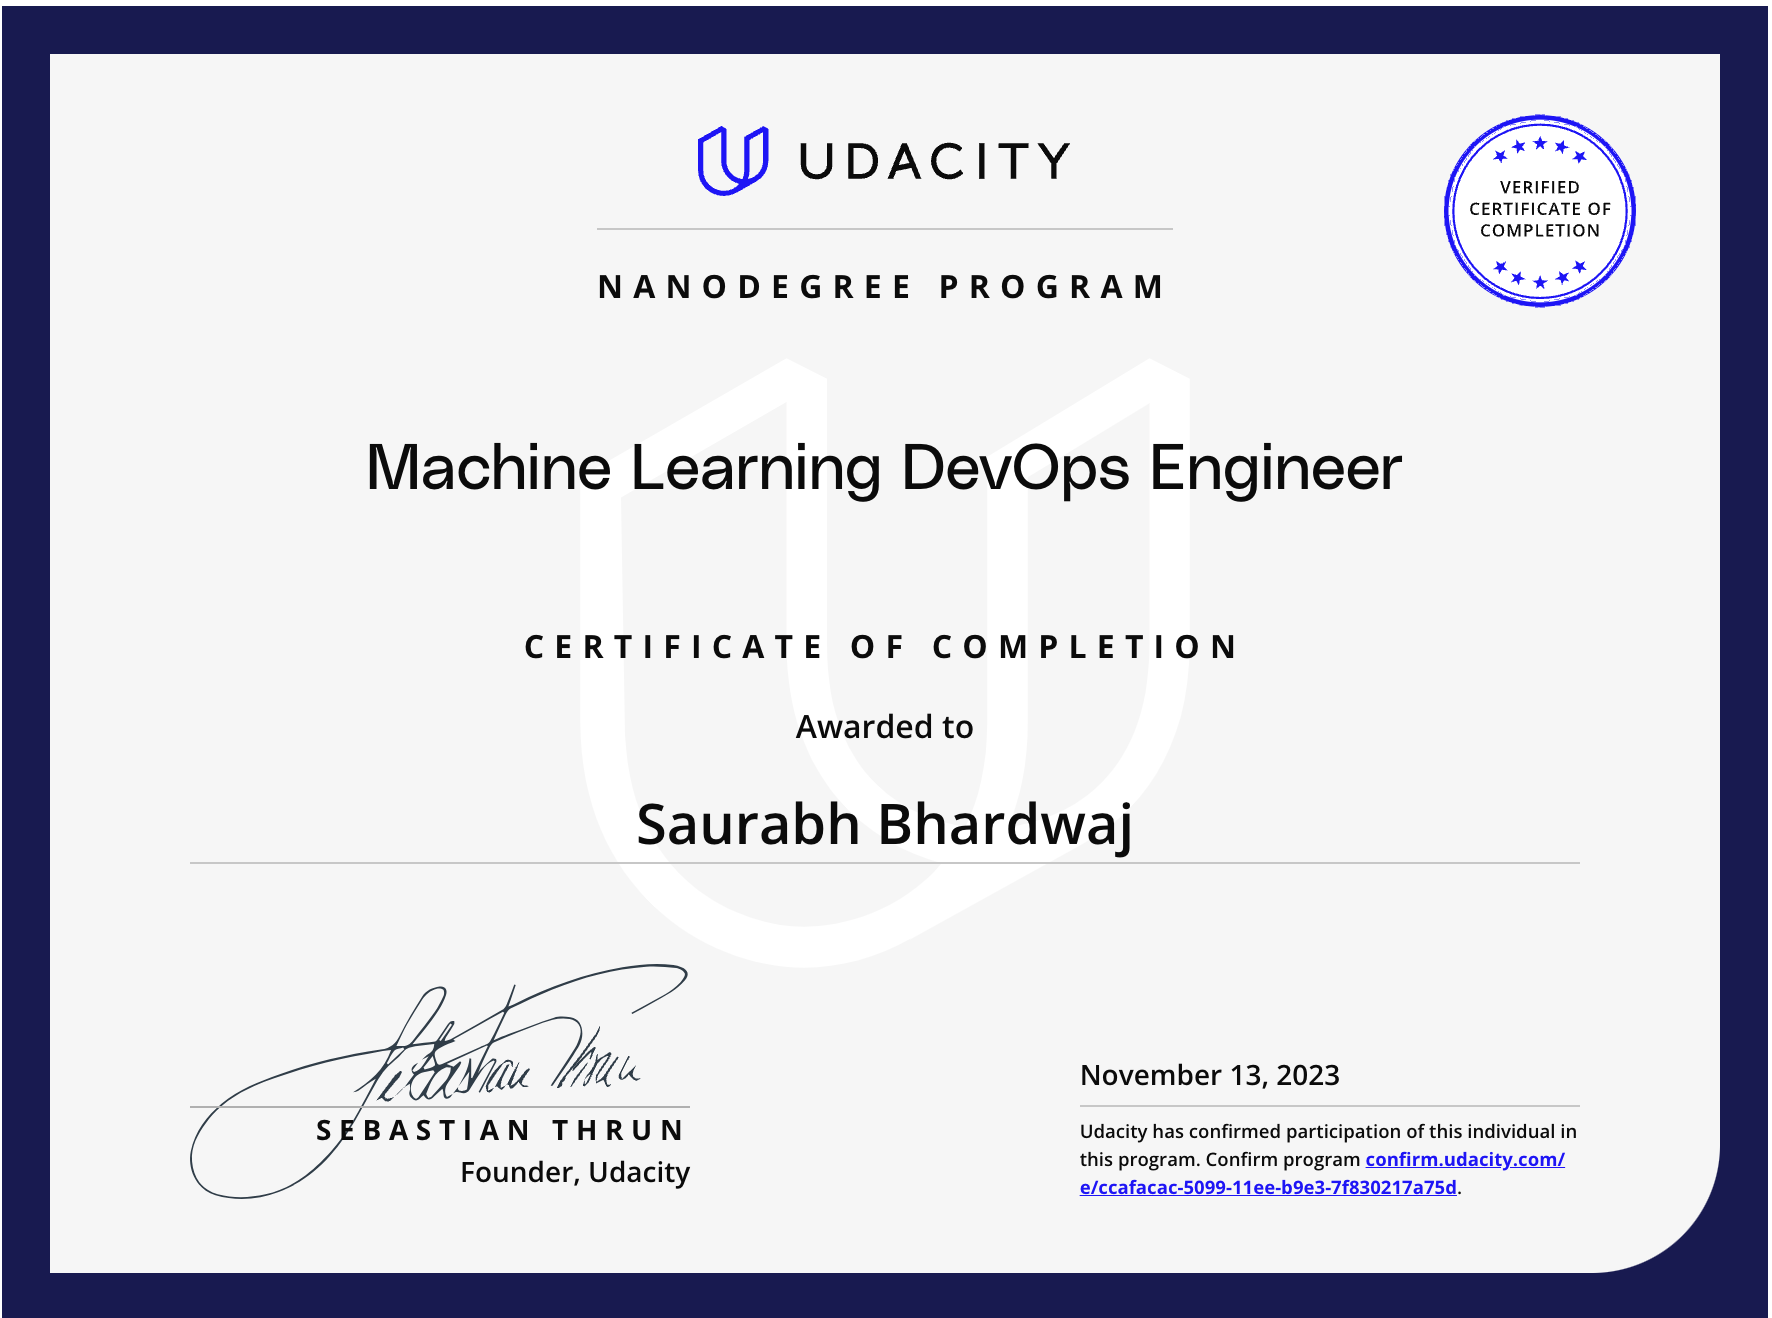 UDACITY
VERIFIED
CERTIFICATE OF
COMPLETION
NANODEGREE PROGRAM
Machine Learning DevOps Engineer
CERTIFICATE OF COMPLETION
Awarded to
Saurabh Bhardwaj
Sebastian Thrun
SEBASTIAN THRUN
Founder, Udacity
November 13, 2023
Udacity has confirmed participation of this individual in
this program. Confirm program confirm.udacity.com/
e/ccafacac-5099-11ee-b9e3-7f830217a75d.